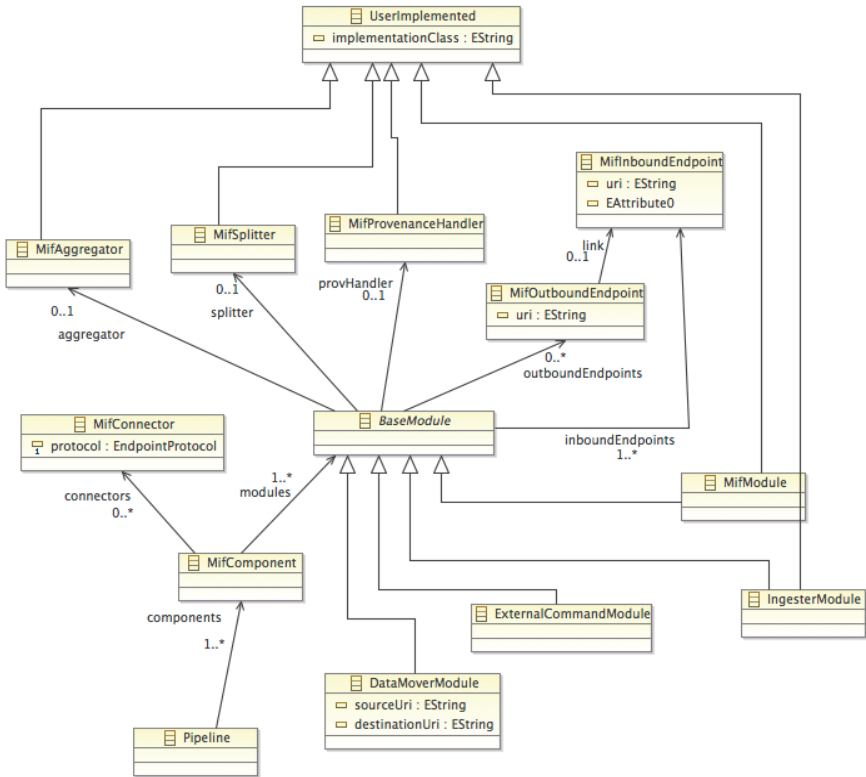 UserImplemented
implementationClass : EString
MifInboundEndpoint
uri : EString
EAttribute0
MifProvenanceHandler
MifSplitter
MifAggregator
link
0..1
provHandler
0..1
0..1
splitter
MifOutboundEndpoint
uri : EString
0..1
aggregator
0..*
outboundEndpoints
MifConnector
1 protocol : EndpointProtocol
BaseModule
inboundEndpoints
1..*
1..*
modules
connectors
0..*
MifModule
MifComponent
components
1..*
IngesterModule
ExternalCommandModule
DataMoverModule
sourceUri : EString
destinationUri : EString
Pipeline